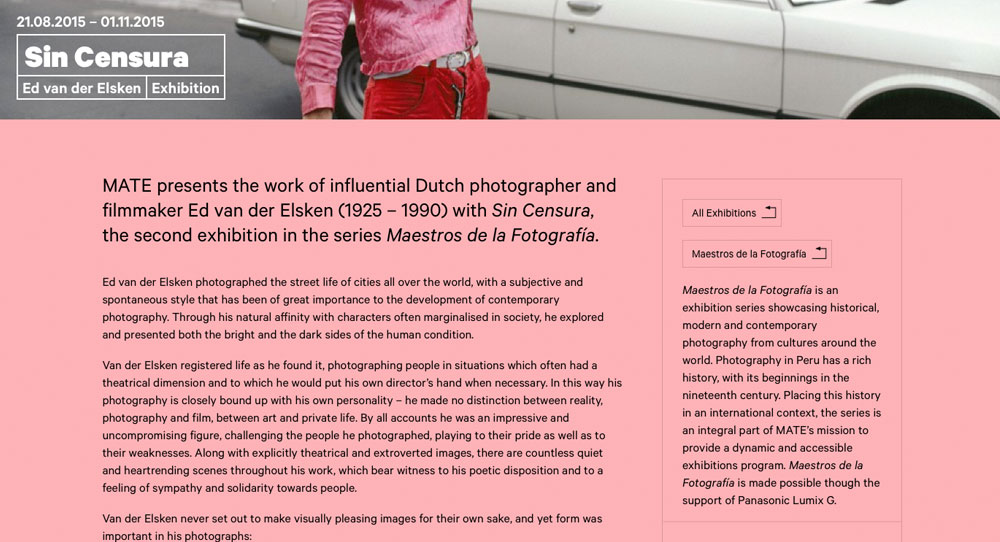 21.08.2015 – 01.11.2015
Sin Censura
Ed van der Elsken Exhibition
MATE presents the work of influential Dutch photographer and
filmmaker Ed van der Elsken (1925 – 1990) with Sin Censura,
the second exhibition in the series Maestros de la Fotografía.
Ed van der Elsken photographed the street life of cities all over the world, with a subjective and
spontaneous style that has been of great importance to the development of contemporary
photography. Through his natural affinity with characters often marginalised in society, he explored
and presented both the bright and the dark sides of the human condition.
Van der Elsken registered life as he found it, photographing people in situations which often had a
theatrical dimension and to which he would put his own director's hand when necessary. In this way his
photography is closely bound up with his own personality – he made no distinction between reality,
photography and film, between art and private life. By all accounts he was an impressive and
uncompromising figure, challenging the people he photographed, playing to their pride as well as to
their weaknesses. Along with explicitly theatrical and extroverted images, there are countless quiet
and heartrending scenes throughout his work, which bear witness to his poetic disposition and to a
feeling of sympathy and solidarity towards people.
Van der Elsken never set out to make visually pleasing images for their own sake, and yet form was
important in his photographs:
All Exhibitions
Maestros de la Fotografía
Maestros de la Fotografía is an
exhibition series showcasing historical,
modern and contemporary
photography from cultures around the
world. Photography in Peru has a rich
history, with its beginnings in the
nineteenth century. Placing this history
in an international context, the series is
an integral part of MATE's mission to
provide a dynamic and accessible
exhibitions program. Maestros de la
Fotografía is made possible though the
support of Panasonic Lumix G.